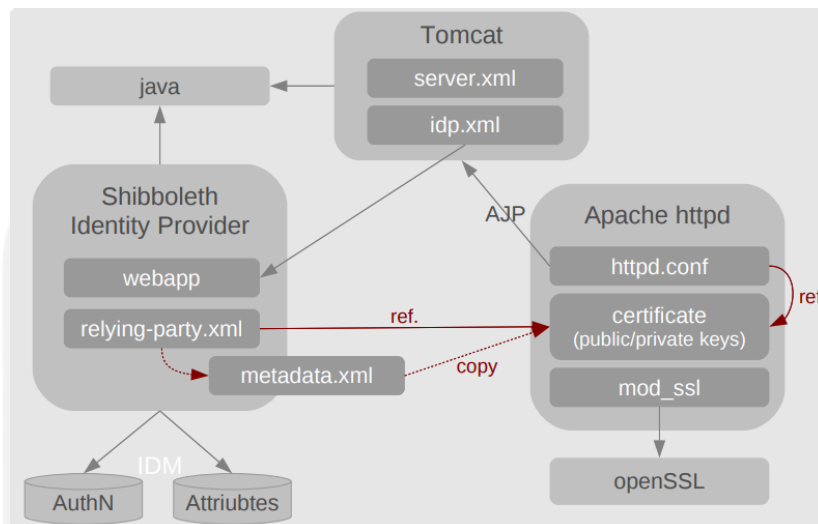 Tomcat
server.xml
idp.xml
java
Shibboleth
Identity Provider
webapp
relying-party.xml
metadata.xml
AJP
Apache httpd
httpd.conf
certificate
(public/private keys)
mod_ssl
ref.
ref
copy
openSSL
IDM
AuthN
Attriubtes